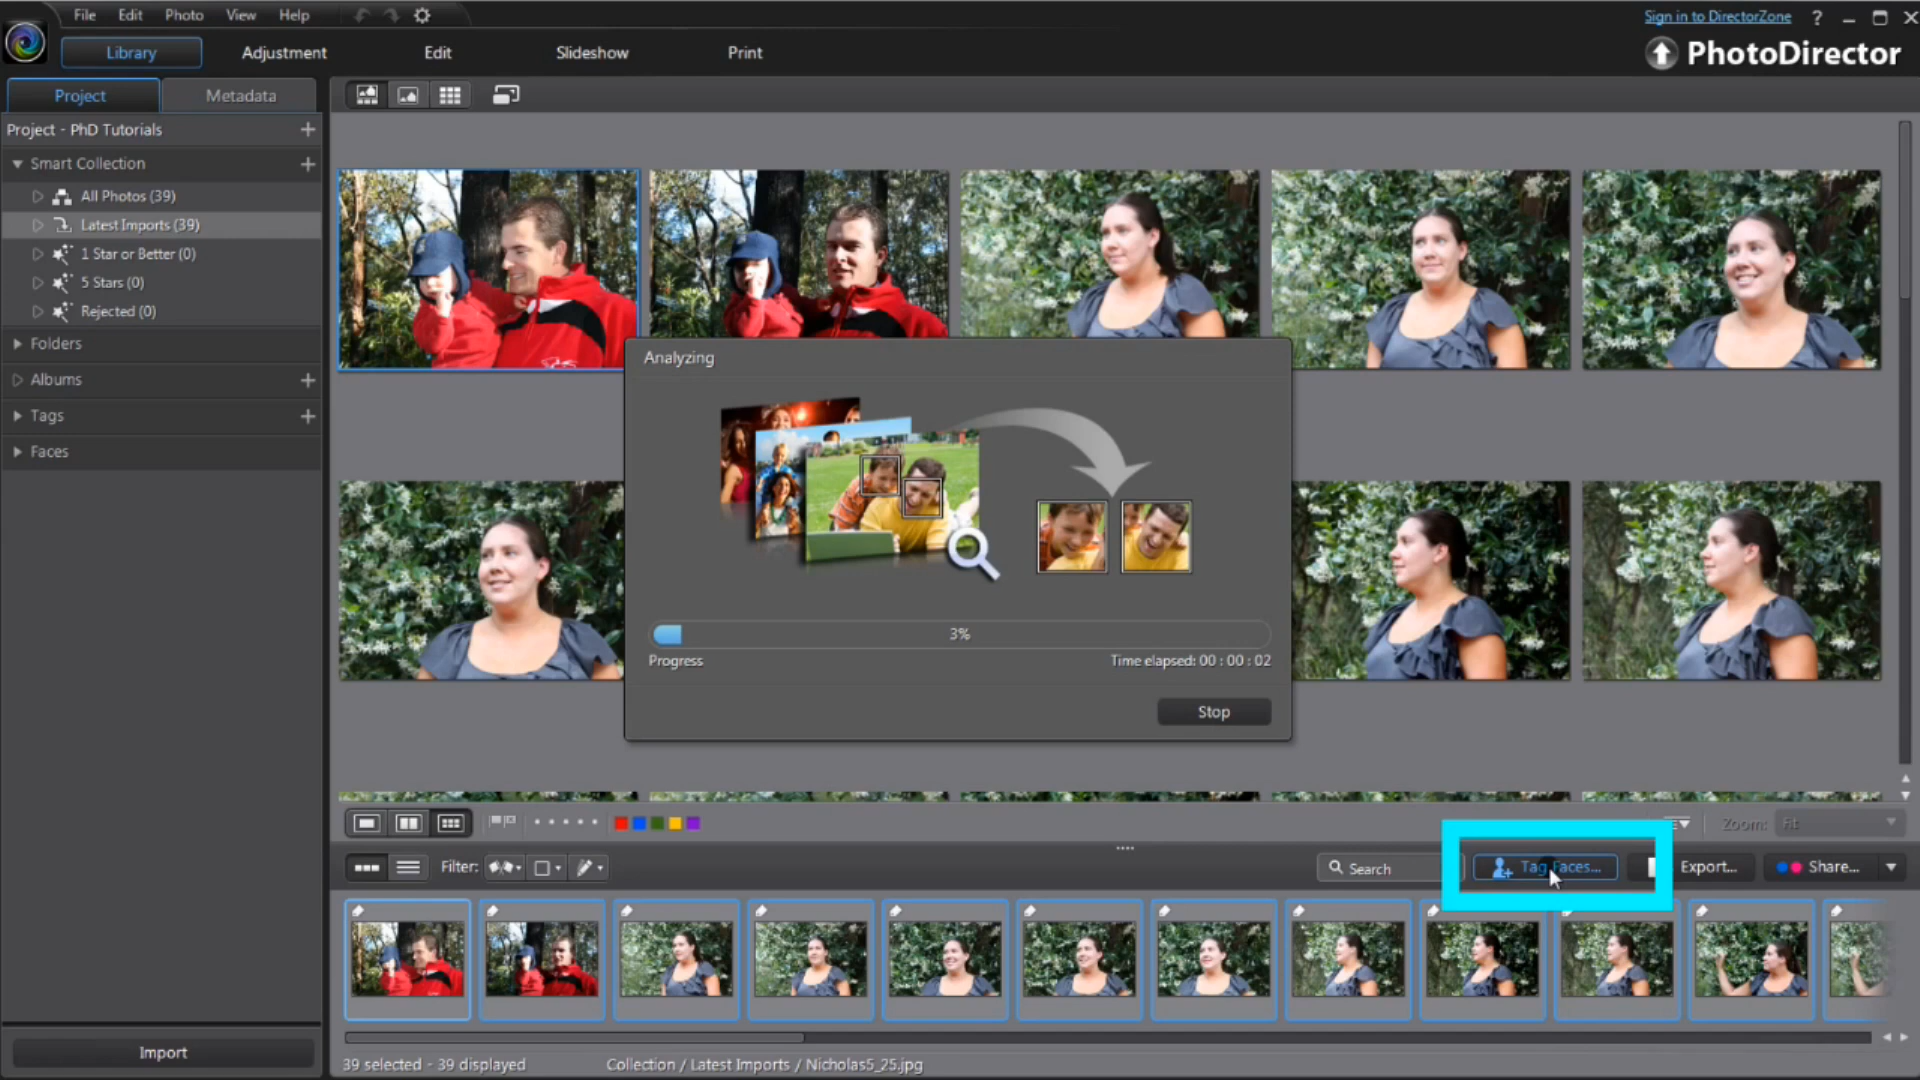 File Edit Photo View Help
Sign in to DirectorZone ?
Library Adjustment Edit Slideshow Print
PhotoDirector
Project Metadata
Project - PhD Tutorials
Smart Collection
All Photos (39)
Latest Imports (39)
1 Star or Better (0)
5 Stars (0)
Rejected (0)
Folders
Albums
Tags
Faces
Analyzing
3%
Progress
Time elapsed: 00 : 00 : 02
Stop
Zoom: Fit
Filter:
Search
Tag Faces...
Export...
Share...
Import
39 selected - 39 displayed
Collection / Latest Imports / Nicholas5_25.jpg